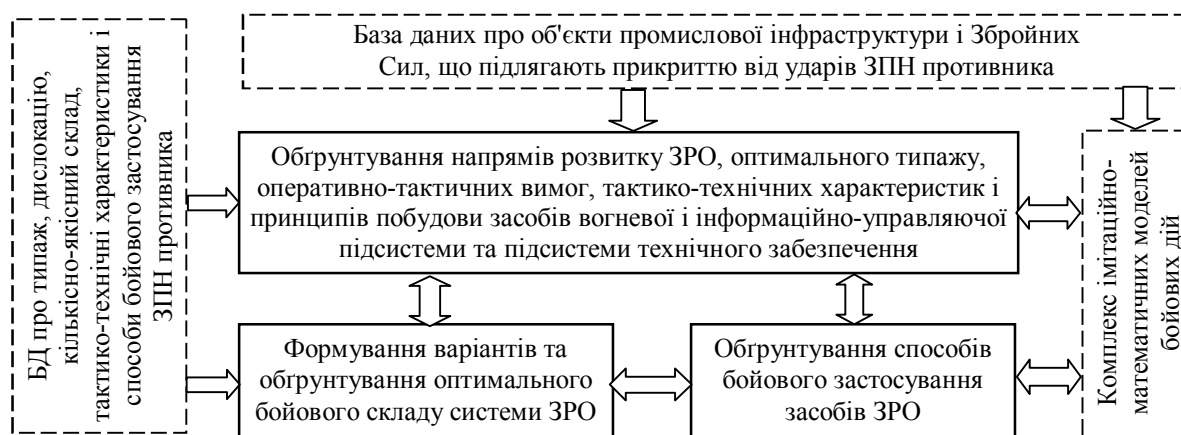 БД про типаж, дислокацію,
кількісно-якісний склад,
тактико-технічні характеристики і
способи бойового застосування
ЗПН противника
База даних про об'єкти промислової інфраструктури і Збройних
Сил, що підлягають прикриттю від ударів ЗПН противника
Обґрунтування напрямів розвитку ЗРО, оптимального типажу,
оперативно-тактичних вимог, тактико-технічних характеристик і
принципів побудови засобів вогневої і інформаційно-управляючої
підсистеми та підсистеми технічного забезпечення
Формування варіантів та
обґрунтування оптимального
бойового складу системи ЗРО
Обґрунтування способів
бойового застосування
засобів ЗРО
Комплекс імітаційно-
математичних моделей
бойових дій